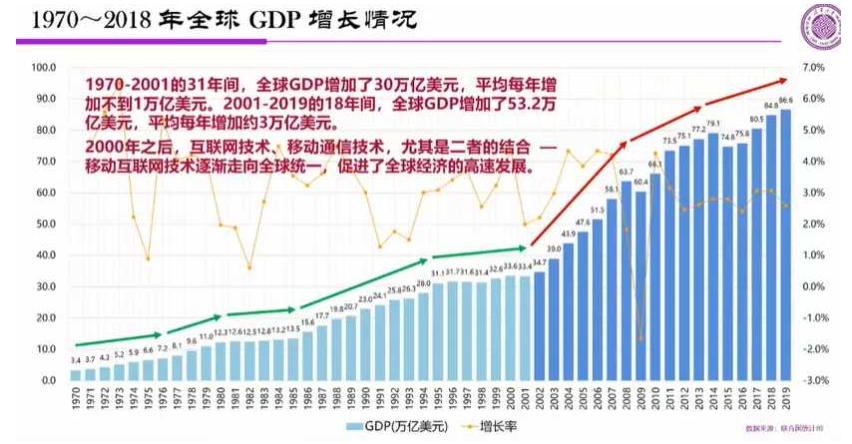 1970～2018 年全球 GDP 增长情况
1970-2001的31年间，全球GDP增加了30万亿美元，平均每年增
加不到1万亿美元。2001-2019的18年间，全球GDP增加了53.2万
亿美元，平均每年增加约3万亿美元。
2000年之后，互联网技术、移动通信技术，尤其是二者的结合 —
移动互联网技术逐渐走向全球统一，促进了全球经济的高速发展。
100.0
90.0
80.0
70.0
60.0
50.0
40.0
30.0
20.0
10.0
0.0
7.0%
6.0%
5.0%
4.0%
3.0%
2.0%
1.0%
0.0%
-1.0%
-2.0%
-3.0%
3.4 3.7 4.2 5.2 5.9 6.6 7.2 8.1 9.6 11.0 12.3 12.6 12.5 12.8 13.2 13.5 15.6 17.7 19.8 20.7 23.0 24.1 25.8 26.3 28.0 31.1 31.7 31.6 31.4 32.6 33.6 33.4 34.7 39.0 43.9 47.6 51.5 58.1 63.7 60.4 66.1 73.5 75.1 77.2 79.1 74.8 75.8 80.5 84.8 86.6
1970 1971 1972 1973 1974 1975 1976 1977 1978 1979 1980 1981 1982 1983 1984 1985 1986 1987 1988 1989 1990 1991 1992 1993 1994 1995 1996 1997 1998 1999 2000 2001 2002 2003 2004 2005 2006 2007 2008 2009 2010 2011 2012 2013 2014 2015 2016 2017 2018 2019
GDP(万亿美元) 增长率
数据来源：联合国统计司